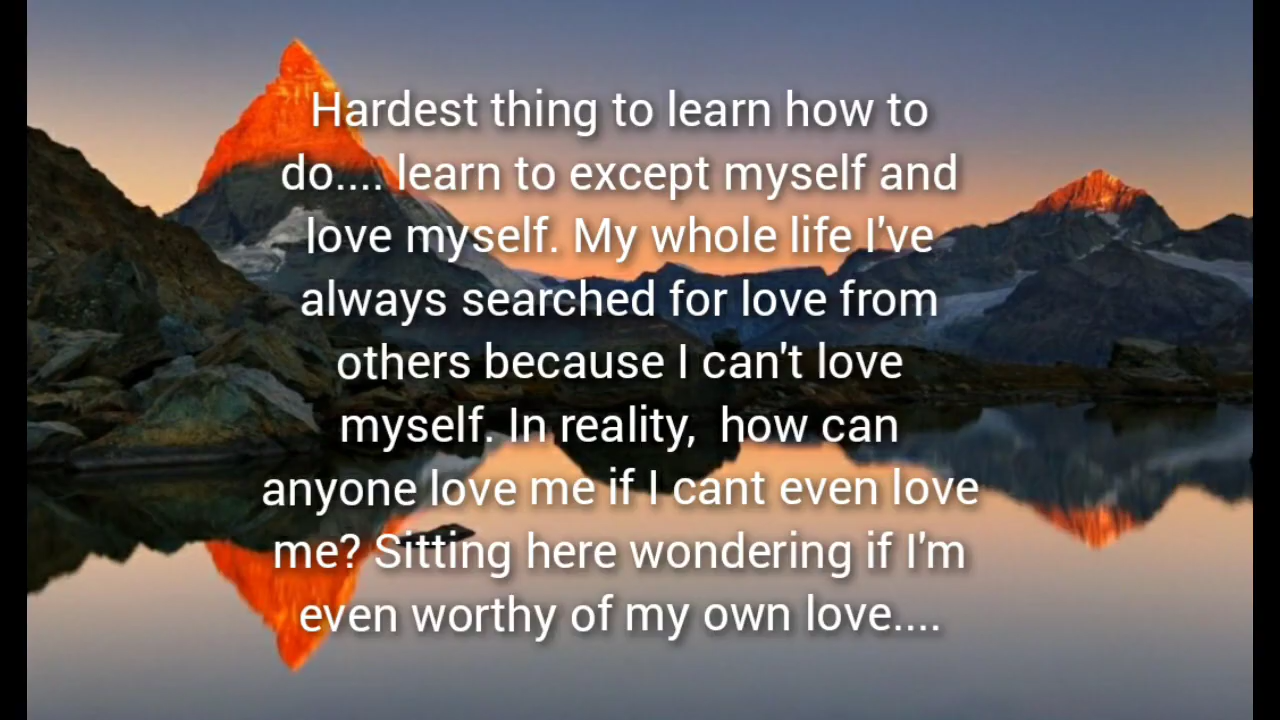 Hardest thing to learn how to
do.... learn to except myself and
love myself. My whole life I've
always searched for love from
others because I can't love
myself. In reality,  how can
anyone love me if I cant even love
me? Sitting here wondering if I'm
even worthy of my own love....